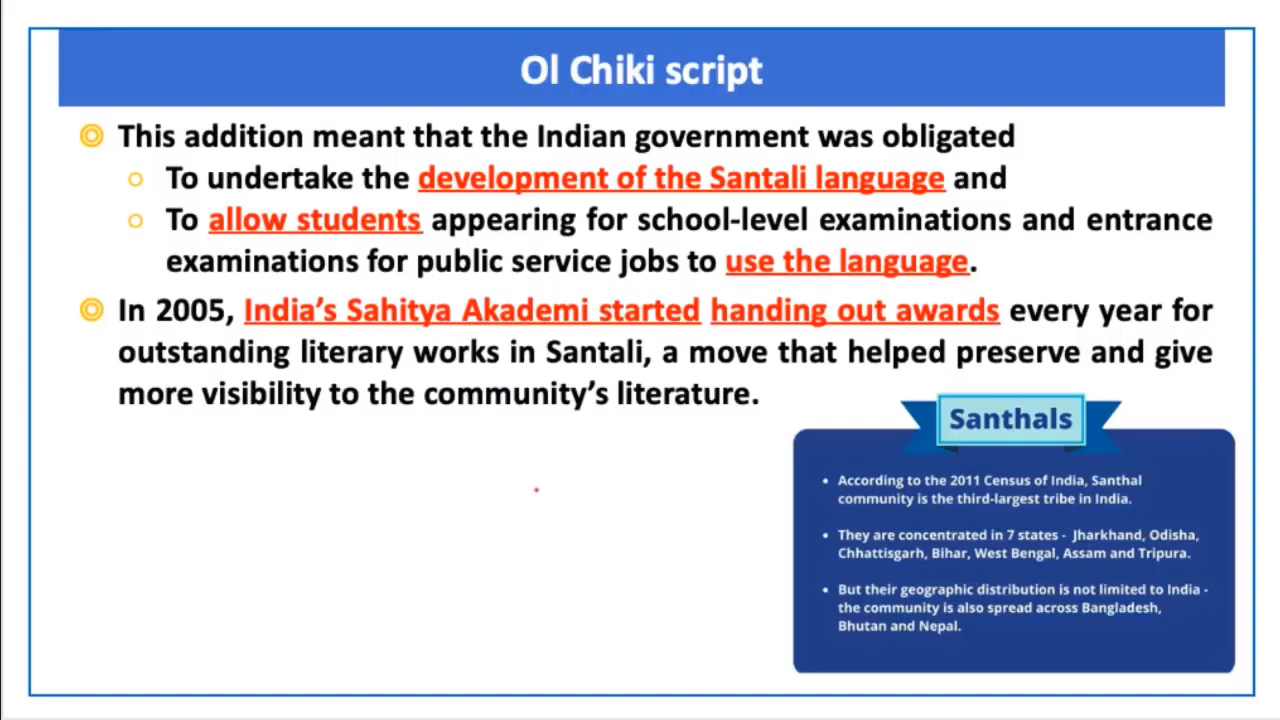 Ol Chiki script
This addition meant that the Indian government was obligated
To undertake the development of the Santali language and
To allow students appearing for school-level examinations and entrance
examinations for public service jobs to use the language.
In 2005, India’s Sahitya Akademi started handing out awards every year for
outstanding literary works in Santali, a move that helped preserve and give
more visibility to the community’s literature.
Santhals
• According to the 2011 Census of India, Santhal
community is the third-largest tribe in India.
• They are concentrated in 7 states - Jharkhand, Odisha,
Chhattisgarh, Bihar, West Bengal, Assam and Tripura.
• But their geographic distribution is not limited to India -
the community is also spread across Bangladesh,
Bhutan and Nepal.